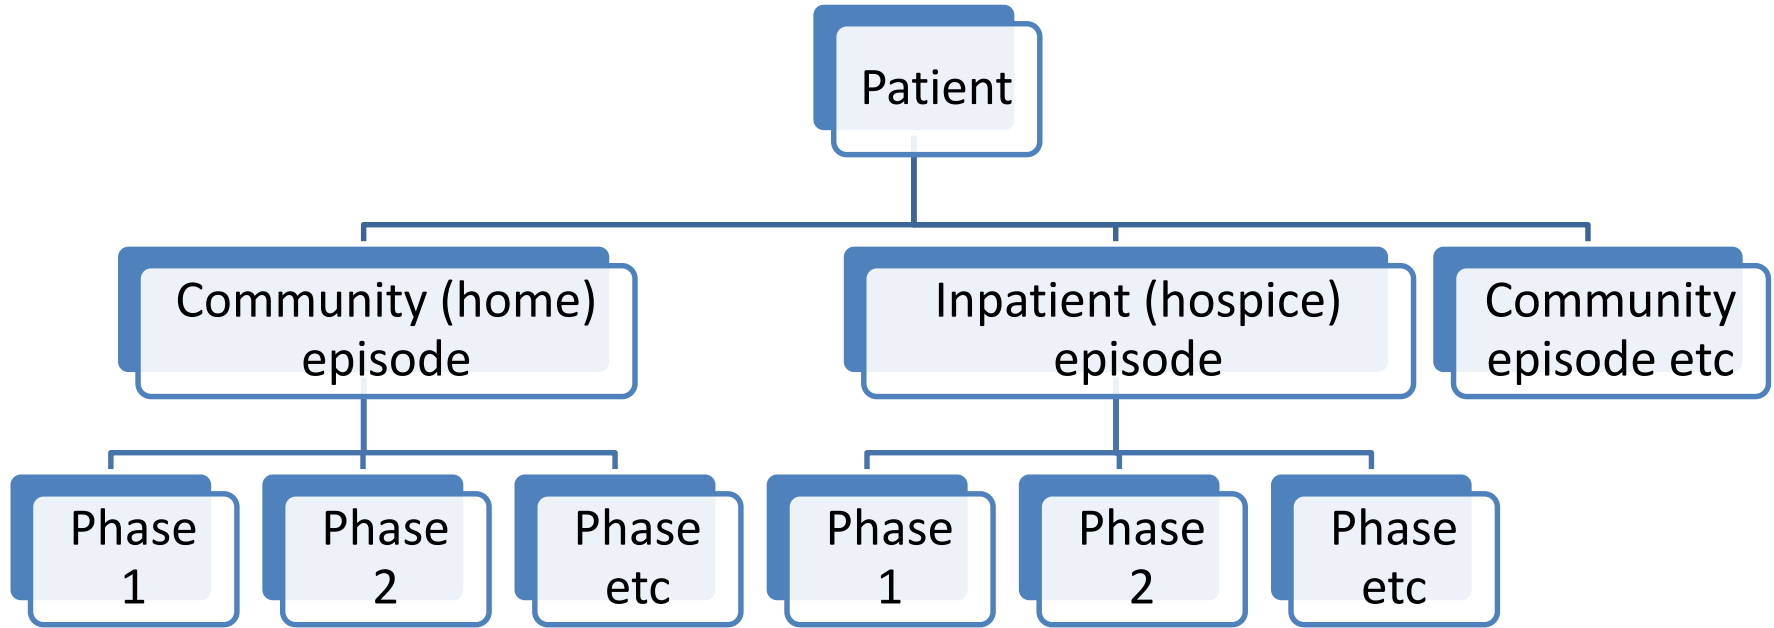 Patient
Community (home)
episode
Inpatient (hospice)
episode
Community
episode etc
Phase
1
Phase
2
Phase
etc
Phase
1
Phase
2
Phase
etc